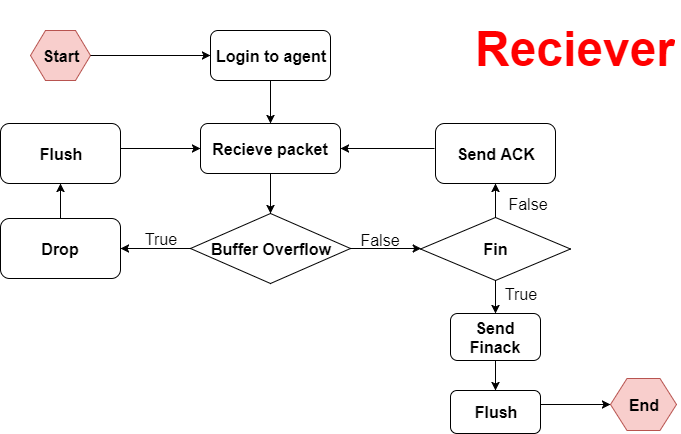 Reciever
Start
Login to agent
Flush
Recieve packet
Send ACK
False
Drop
True
Buffer Overflow
False
Fin
True
Send
Finack
Flush
End